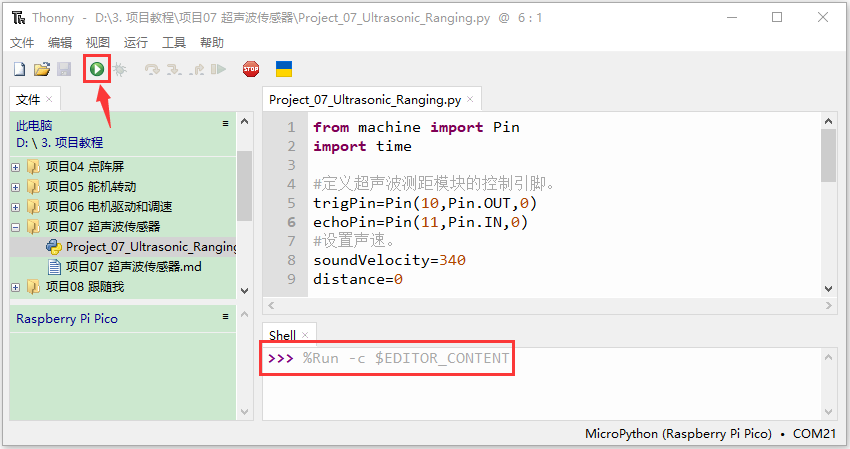 Thonny - D:\3. 项目教程\项目07 超声波传感器\Project_07_Ultrasonic_Ranging.py @ 6 : 1
文件 编辑 视图 运行 工具 帮助
STOP
文件 ×
此电脑
D: \ 3. 项目教程
项目04 点阵屏
项目05 舵机转动
项目06 电机驱动和调速
项目07 超声波传感器
Project_07_Ultrasonic_Ranging
项目07 超声波传感器.md
项目08 跟随我
Raspberry Pi Pico
Project_07_Ultrasonic_Ranging.py ×
1 from machine import Pin
2 import time
3
4 #定义超声波测距模块的控制引脚。
5 trigPin=Pin(10,Pin.OUT,0)
6 echoPin=Pin(11,Pin.IN,0)
7 #设置声速。
8 soundVelocity=340
9 distance=0
Shell ×
>>> %Run -c $EDITOR_CONTENT
MicroPython (Raspberry Pi Pico) • COM21